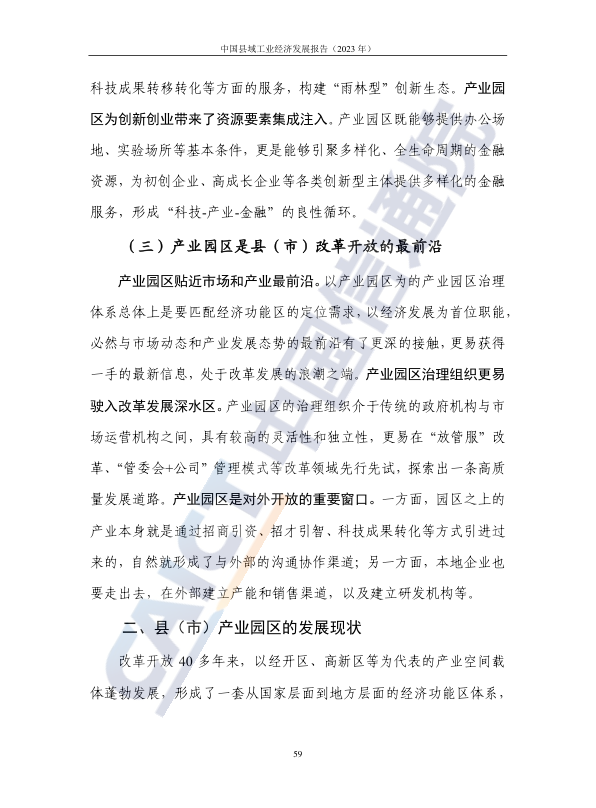 中国县域工业经济发展报告（2023 年）
科技成果转移转化等方面的服务，构建“雨林型”创新生态。产业园
区为创新创业带来了资源要素集成注入。产业园区既能够提供办公场
地、实验场所等基本条件，更是能够引聚多样化、全生命周期的金融
资源，为初创企业、高成长企业等各类创新型主体提供多样化的金融
服务，形成“科技-产业-金融”的良性循环。
（三）产业园区是县（市）改革开放的最前沿
产业园区贴近市场和产业最前沿。以产业园区为的产业园区治理
体系总体上是要匹配经济功能区的定位需求，以经济发展为首位职能，
必然与市场动态和产业发展态势的最前沿有了更深的接触，更易获得
一手的最新信息，处于改革发展的浪潮之端。产业园区治理组织更易
驶入改革发展深水区。产业园区的治理组织介于传统的政府机构与市
场运营机构之间，具有较高的灵活性和独立性，更易在“放管服”改
革、“管委会+公司”管理模式等改革领域先行先试，探索出一条高质
量发展道路。产业园区是对外开放的重要窗口。一方面，园区之上的
产业本身就是通过招商引资、招才引智、科技成果转化等方式引进过
来的，自然就形成了与外部的沟通协作渠道；另一方面，本地企业也
要走出去，在外部建立产能和销售渠道，以及建立研发机构等。
二、县（市）产业园区的发展现状
改革开放 40 多年来，以经开区、高新区等为代表的产业空间载
体蓬勃发展，形成了一套从国家层面到地方层面的经济功能区体系，
59
CAICT 中国信通院